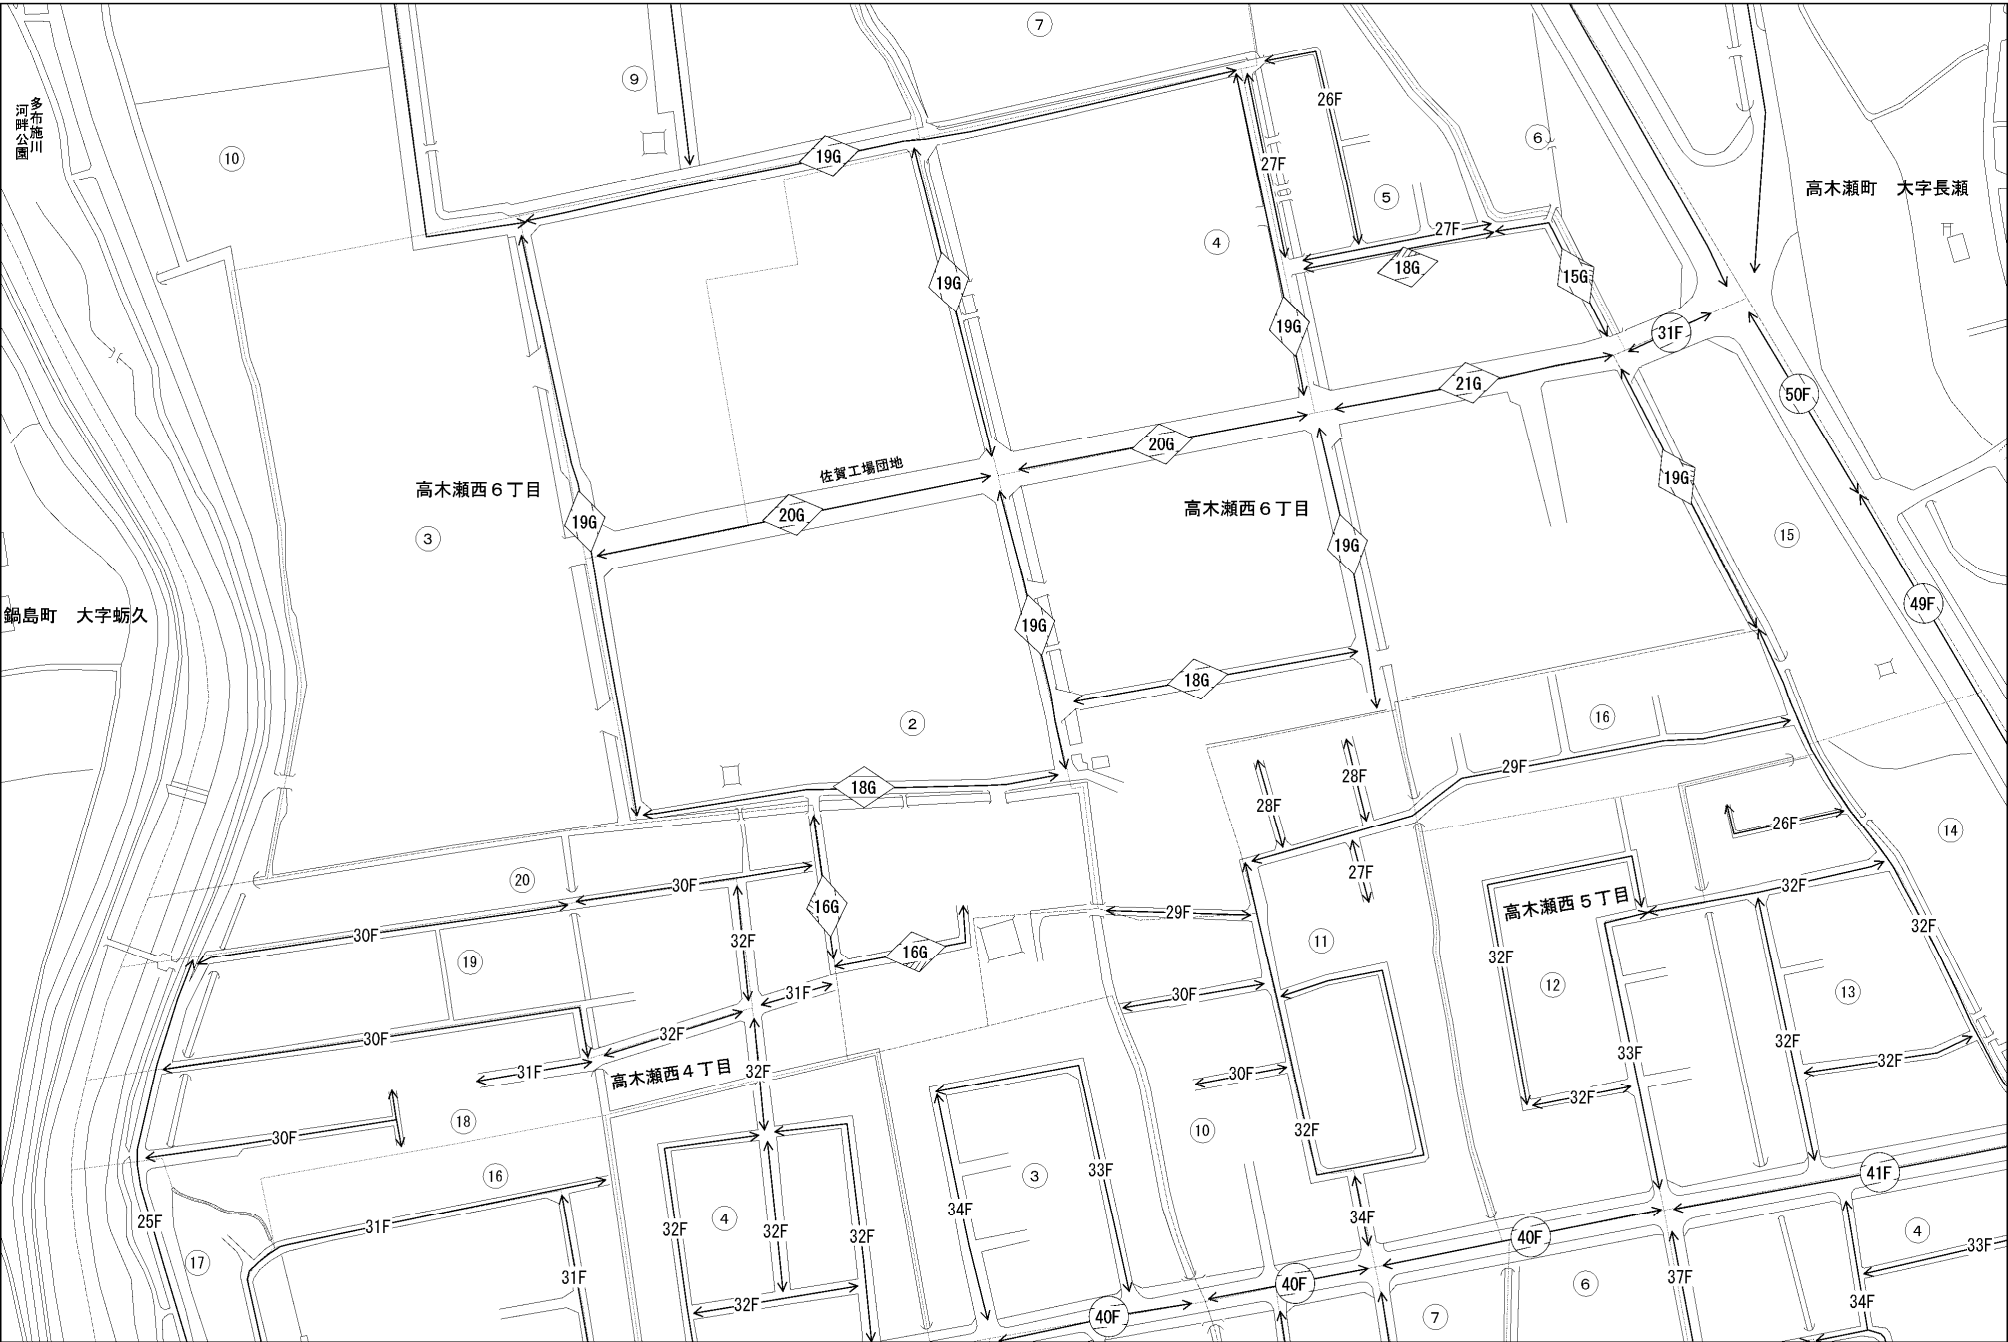 ⑦
⑨
多布施川
河畔公園
26F
⑥
⑩
19G
27F
高木瀬町 大字長瀬
⑤
27F
④
18G
15G
19G
19G
31F
21G
50F
20G
佐賀工場団地
19G
高木瀬西6丁目
高木瀬西6丁目
20G
19G
③
⑮
19G
49F
鍋島町 大字蛎久
19G
18G
②
⑯
29F
28F
18G
28F
26F
⑭
27F
⑳
30F
32F
16G
高木瀬西5丁目
29F
32F
30F
32F
⑪
16G
32F
⑲
⑫
⑬
31F
30F
32F
30F
32F
33F
31F
高木瀬西4丁目
32F
30F
32F
32F
⑱
30F
⑩
32F
33F
⑯
③
41F
25F
31F
32F
④
32F
32F
34F
34F
④
40F
33F
⑰
31F
40F
⑥
37F
32F
40F
⑦
34F